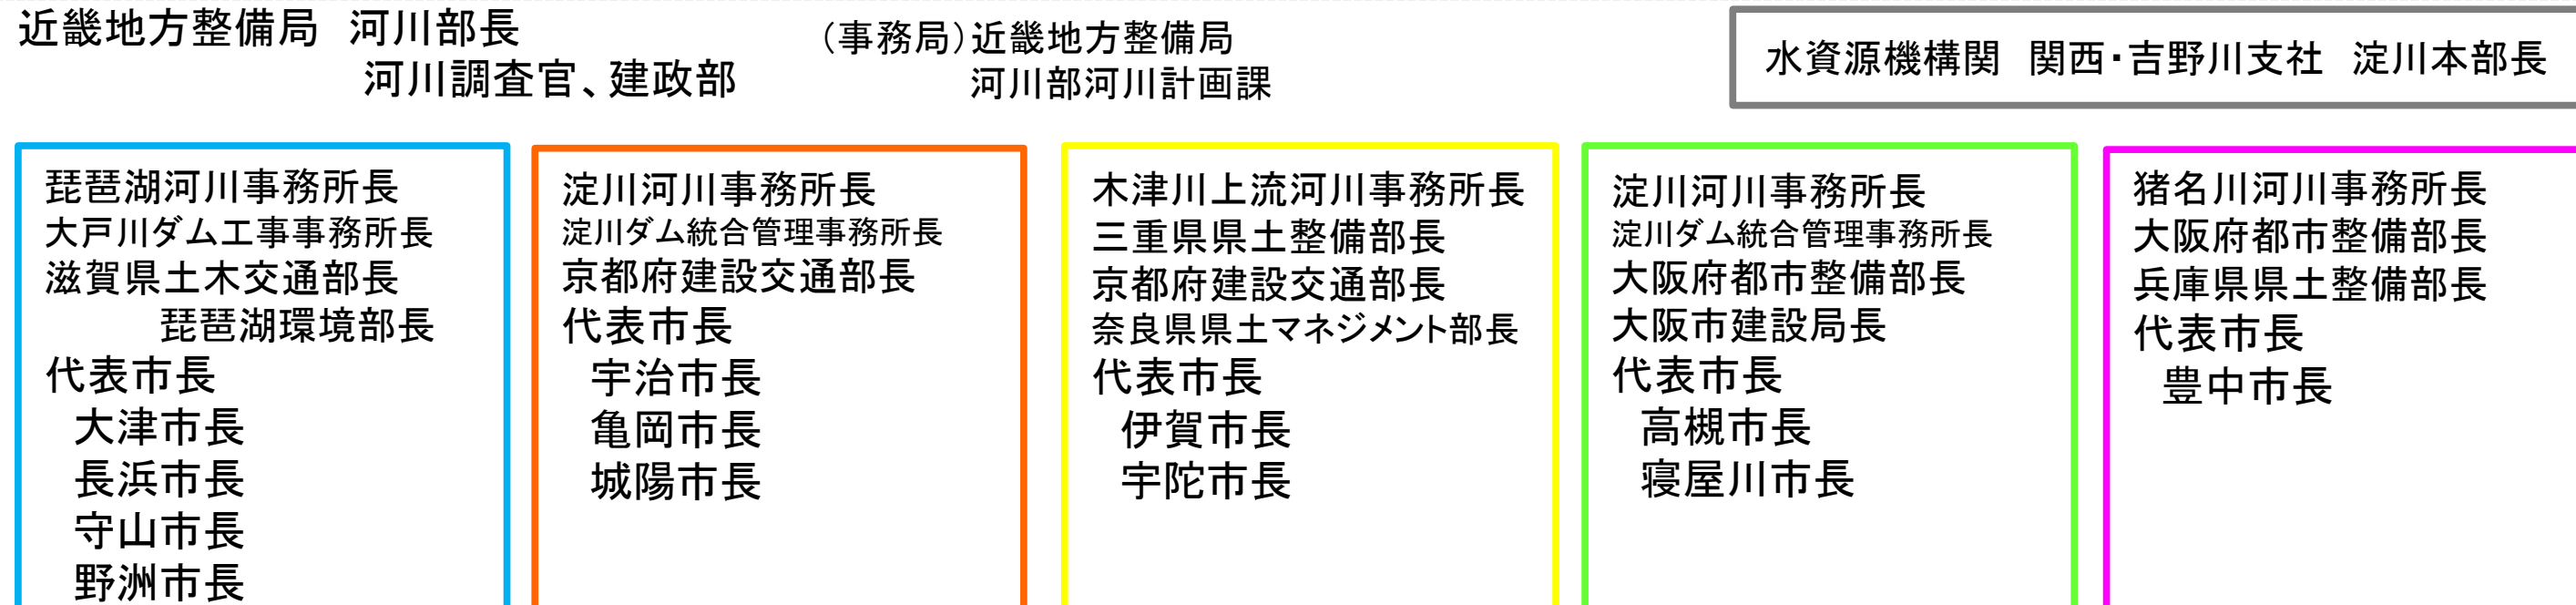 近畿地方整備局　河川部長
河川調査官、建政部
（事務局）近畿地方整備局
河川部河川計画課
水資源機構関　関西・吉野川支社　淀川本部長
琵琶湖河川事務所長
大戸川ダム工事事務所長
滋賀県土木交通部長
琵琶湖環境部長
代表市長
大津市長
長浜市長
守山市長
野洲市長
淀川河川事務所長
淀川ダム統合管理事務所長
京都府建設交通部長
代表市長
宇治市長
亀岡市長
城陽市長
木津川上流河川事務所長
三重県県土整備部長
京都府建設交通部長
奈良県県土マネジメント部長
代表市長
伊賀市長
宇陀市長
淀川河川事務所長
淀川ダム統合管理事務所長
大阪府都市整備部長
大阪市建設局長
代表市長
高槻市長
寝屋川市長
猪名川河川事務所長
大阪府都市整備部長
兵庫県県土整備部長
代表市長
豊中市長